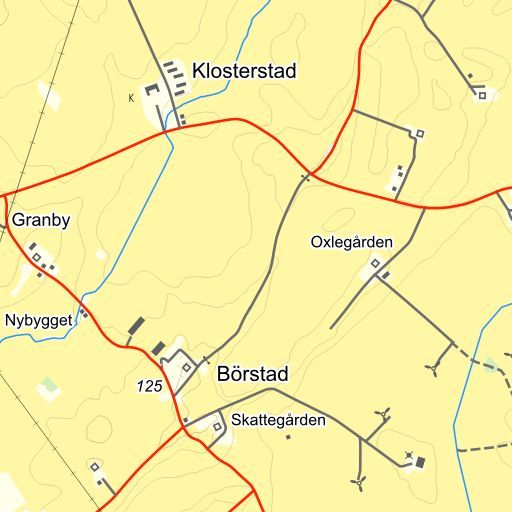 Klosterstad
K
Granby
Oxlegården
Nybygget
Börstad
125
Skattegården